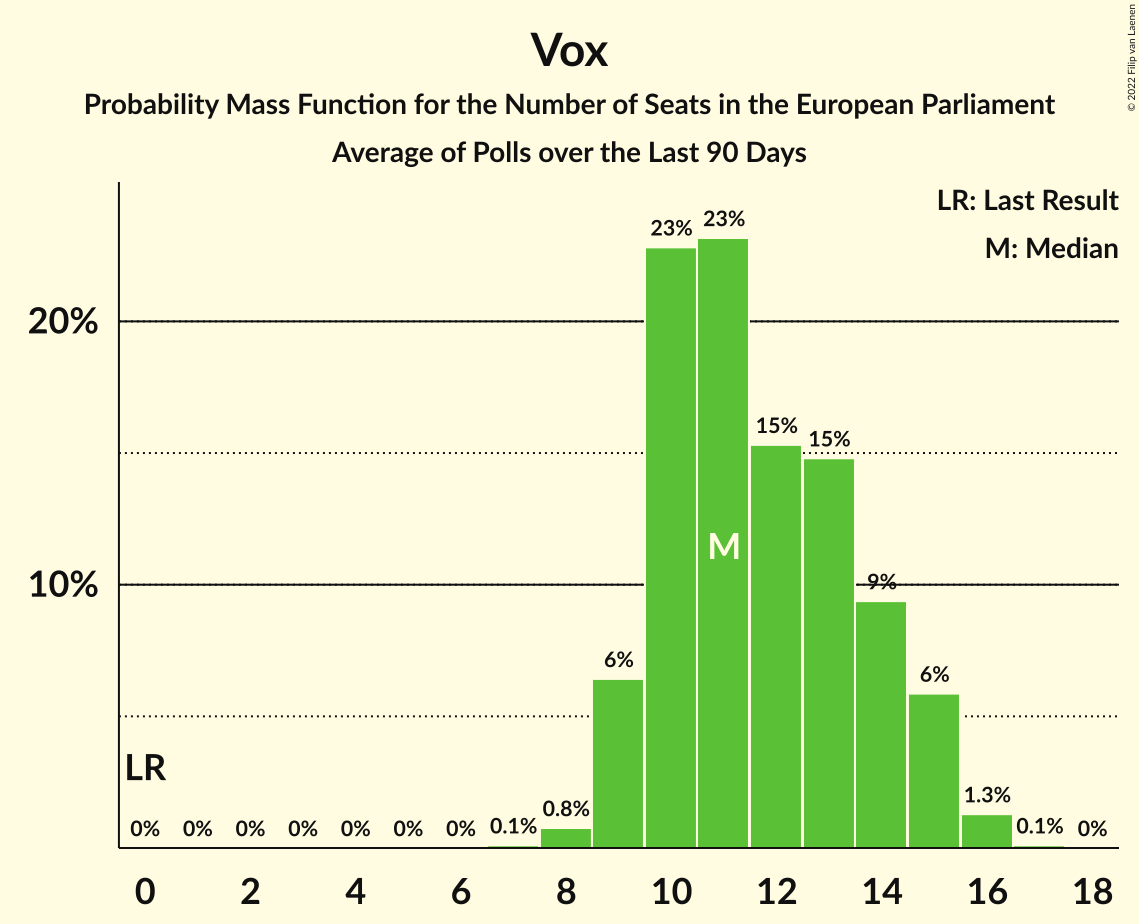 Vox
Probability Mass Function for the Number of Seats in the European Parliament
Average of Polls over the Last 90 Days
© 2022 Filip van Laenen
LR: Last Result
M: Median
20%
10%
23%
23%
15%
15%
9%
6%
6%
M
LR
0%
0%
0%
0%
0%
0%
0%
0.1%
0.8%
1.3%
0.1%
0%
0 2 4 6 8 10 12 14 16 18